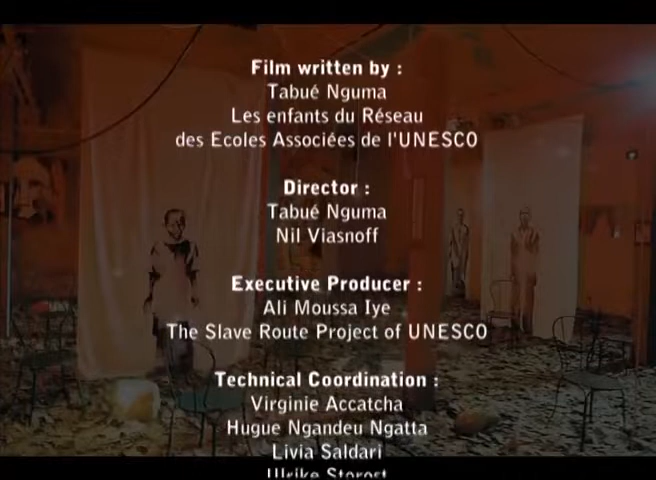 Film written by :
Tabué Nguma
Les enfants du Réseau
des Ecoles Associées de l'UNESCO
Director :
Tabué Nguma
Nil Viasnoff
Executive Producer :
Ali Moussa Iye
The Slave Route Project of UNESCO
Technical Coordination :
Virginie Accatcha
Hugue Ngandeu Ngatta
Livia Saldari
Ulrike Storost